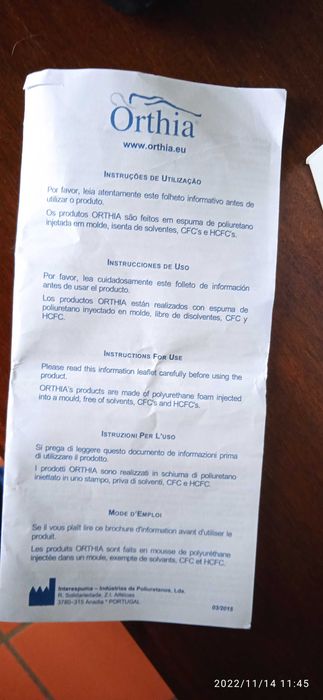 Orthia
www.orthia.eu
INSTRUÇÕES DE UTILIZAÇÃO
Por favor, leia atentamente este folheto informativo antes de
utilizar o produto.
Os produtos ORTHIA são feitos em espuma de poliuretano
injetada em molde, isenta de solventes, CFC's e HCFC's.
INSTRUCCIONES DE USO
Por favor, lea cuidadosamente este folleto de información
antes de usar el producto.
Los productos ORTHIA están realizados con espuma de
poliuretano inyectado en molde, libre de disolventes, CFC y
HCFC.
INSTRUCTIONS FOR USE
Please read this information leaflet carefully before using the
product.
ORTHIA's products are made of polyurethane foam injected
into a mould, free of solvents, CFC's and HCFC's.
ISTRUZIONI PER L'USO
Si prega di leggere questo documento de informazioni prima
di utilizzare il prodotto.
I prodotti ORTHIA sono realizzati in schiuma di poliuretano
iniettato in uno stampo, priva di solventi, CFC e HCFC.
MODE D'EMPLOI
Se il vous plaît lire ce brochure d'information avant d'utiliser le
produit.
Les produits ORTHIA sont faits en mousse de polyuréthane
injectée dans un moule, exempte de solvants, CFC et HCFC.
Interespuma – Indústrias de Poliuretanos, Lda.
R. Solidariedade, Z.I. Alféloas
3780-315 Anadia * PORTUGAL
03/2018
2022/11/14 11:45